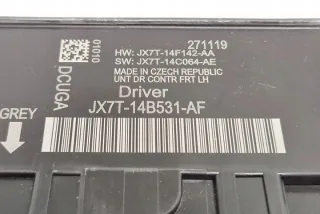 271119
01010
HW: JX7T-14F142-AA
SW: JX7T-14C064-AE
MADE IN CZECH REPUBLIC
UNT DR CONTR FRT LH
DCUGA
Driver
JX7T-14B531-AF
GREY